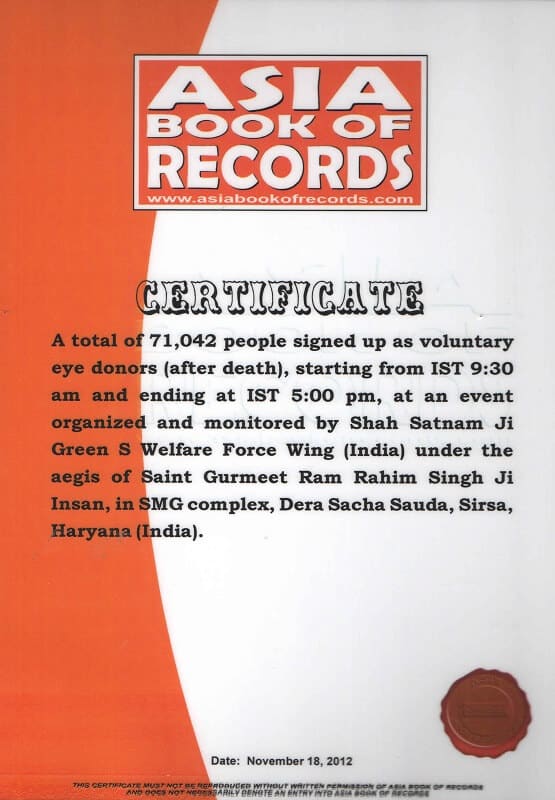 ASIA
BOOK OF
RECORDS
www.asiabookofrecords.com
CERTIFICATE
A total of 71,042 people signed up as voluntary
eye donors (after death), starting from IST 9:30
am and ending at IST 5:00 pm, at an event
organized and monitored by Shah Satnam Ji
Green S Welfare Force Wing (India) under the
aegis of Saint Gurmeet Ram Rahim Singh Ji
Insan, in SMG complex, Dera Sacha Sauda, Sirsa,
Haryana (India).
Date: November 18, 2012
THIS CERTIFICATE MUST NOT BE REPRODUCED WITHOUT WRITTEN PERMISSION OF ASIA BOOK OF RECORDS
AND DOES NOT NECESSARILY DENOTE AN ENTRY INTO ASIA BOOK OF RECORDS